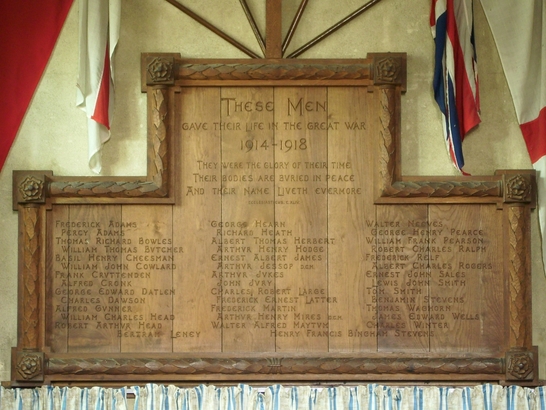 THESE MEN
GAVE THEIR LIFE IN THE GREAT WAR
1914-1918
THEY WERE THE GLORY OF THEIR TIME
THEIR BODIES ARE BURIED IN PEACE
AND THEIR NAME LIVETH EVERMORE
FREDERICK ADAMS
PERCY ADAMS
THOMAS RICHARD BOWLES
WILLIAM THOMAS BUTCHER
BASIL HENRY CHEESMAN
WILLIAM JOHN COWLARD
FRANK CRUTTENDEN
ALFRED CRONK
GEORGE EDWARD DATLEN
CHARLES DAWSON
ALFRED GUNNER
WILLIAM CHARLES HEAD
ROBERT ARTHUR HEAD
GEORGE HEARN
RICHARD HEATH
ALBERT THOMAS HERBERT
ARTHUR HENRY HODGE
ERNEST ALBERT JAMES
ARTHUR JESSOP
ARTHUR JUKES
JOHN JURY
CHARLES ROBERT LARGE
FREDERICK ERNEST LATTER
FREDERICK MARTIN
ARTHUR HENRY MIRES DCM
WALTER ALFRED MAYTUM
WALTER NEEVES
GEORGE HENRY PEARCE
WILLIAM FRANK PEARSON
ROBERT CHARLES RALPH
FREDERICK RELF
ALBERT CHARLES ROGERS
ERNEST JOHN SALES
LEWIS JOHN SMITH
TOM SMITH
BENJAMIN STEVENS
THOMAS WAGHORN
JAMES EDWARD WELLS
CHARLES WINTER
BERTRAM LENEY HENRY FRANCIS BINGHAM STEVENS